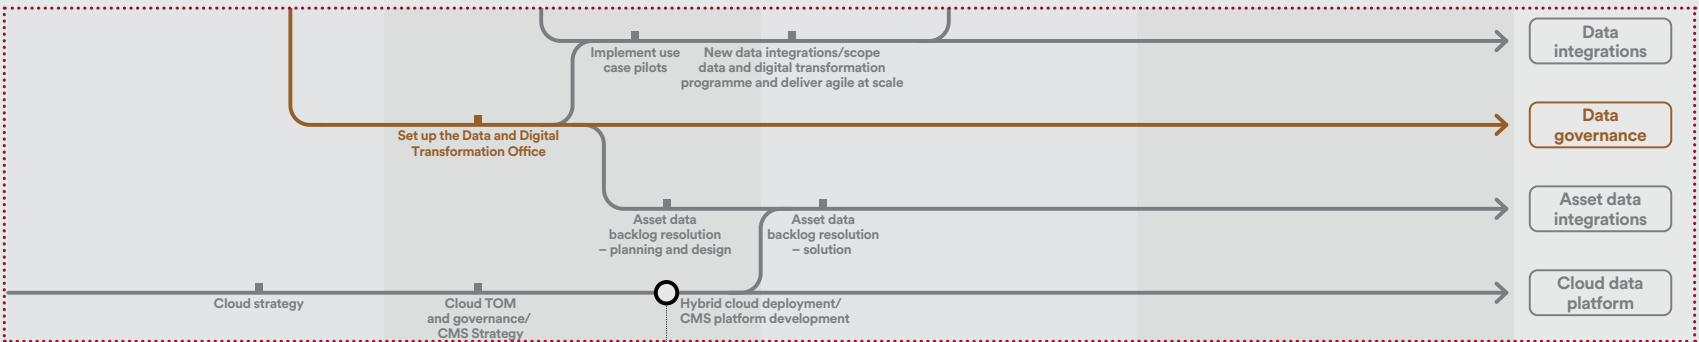 Implement use
case pilots
New data integrations/scope
data and digital transformation
programme and deliver agile at scale
Data
integrations
Set up the Data and Digital
Transformation Office
Data
governance
Asset data
backlog resolution
– planning and design
Asset data
backlog resolution
– solution
Asset data
integrations
Cloud strategy
Cloud TOM
and governance/
CMS Strategy
Hybrid cloud deployment/
CMS platform development
Cloud data
platform